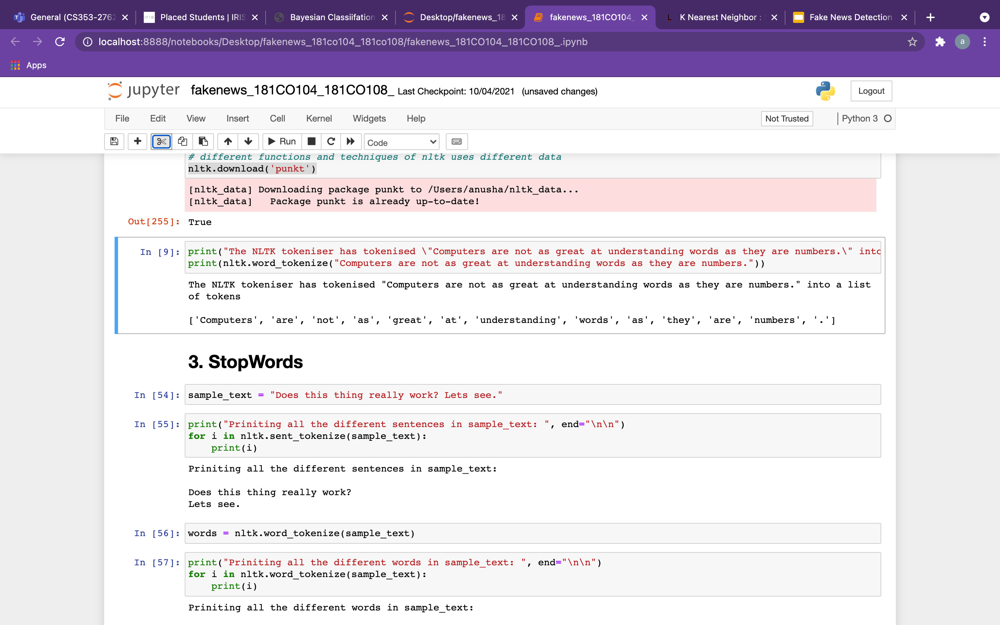 General (CS353-2762
Placed Students | IRIS
Bayesian Classiifation
Desktop/fakenews_18
fakenews_181CO104_
K Nearest Neighbor :
Fake News Detection
localhost:8888/notebooks/Desktop/fakenews_181co104_181co108/fakenews_181CO104_181CO108_.ipynb
a
Apps
jupyter fakenews_181CO104_181CO108_ Last Checkpoint: 10/04/2021 (unsaved changes)
Logout
File Edit View Insert Cell Kernel Widgets Help Not Trusted Python 3
Run Code
# different functions and techniques of nltk uses different data
nltk.download('punkt')
[nltk_data] Downloading package punkt to /Users/anusha/nltk_data...
[nltk_data]   Package punkt is already up-to-date!
Out[255]: True
In [9]: print("The NLTK tokeniser has tokenised \"Computers are not as great at understanding words as they are numbers.\" into
print(nltk.word_tokenize("Computers are not as great at understanding words as they are numbers."))
The NLTK tokeniser has tokenised "Computers are not as great at understanding words as they are numbers." into a list
of tokens
['Computers', 'are', 'not', 'as', 'great', 'at', 'understanding', 'words', 'as', 'they', 'are', 'numbers', '.']
3. StopWords
In [54]: sample_text = "Does this thing really work? Lets see."
In [55]: print("Priniting all the different sentences in sample_text: ", end="\n\n")
for i in nltk.sent_tokenize(sample_text):
    print(i)
Priniting all the different sentences in sample_text:
Does this thing really work?
Lets see.
In [56]: words = nltk.word_tokenize(sample_text)
In [57]: print("Priniting all the different words in sample_text: ", end="\n\n")
for i in nltk.word_tokenize(sample_text):
    print(i)
Priniting all the different words in sample_text: